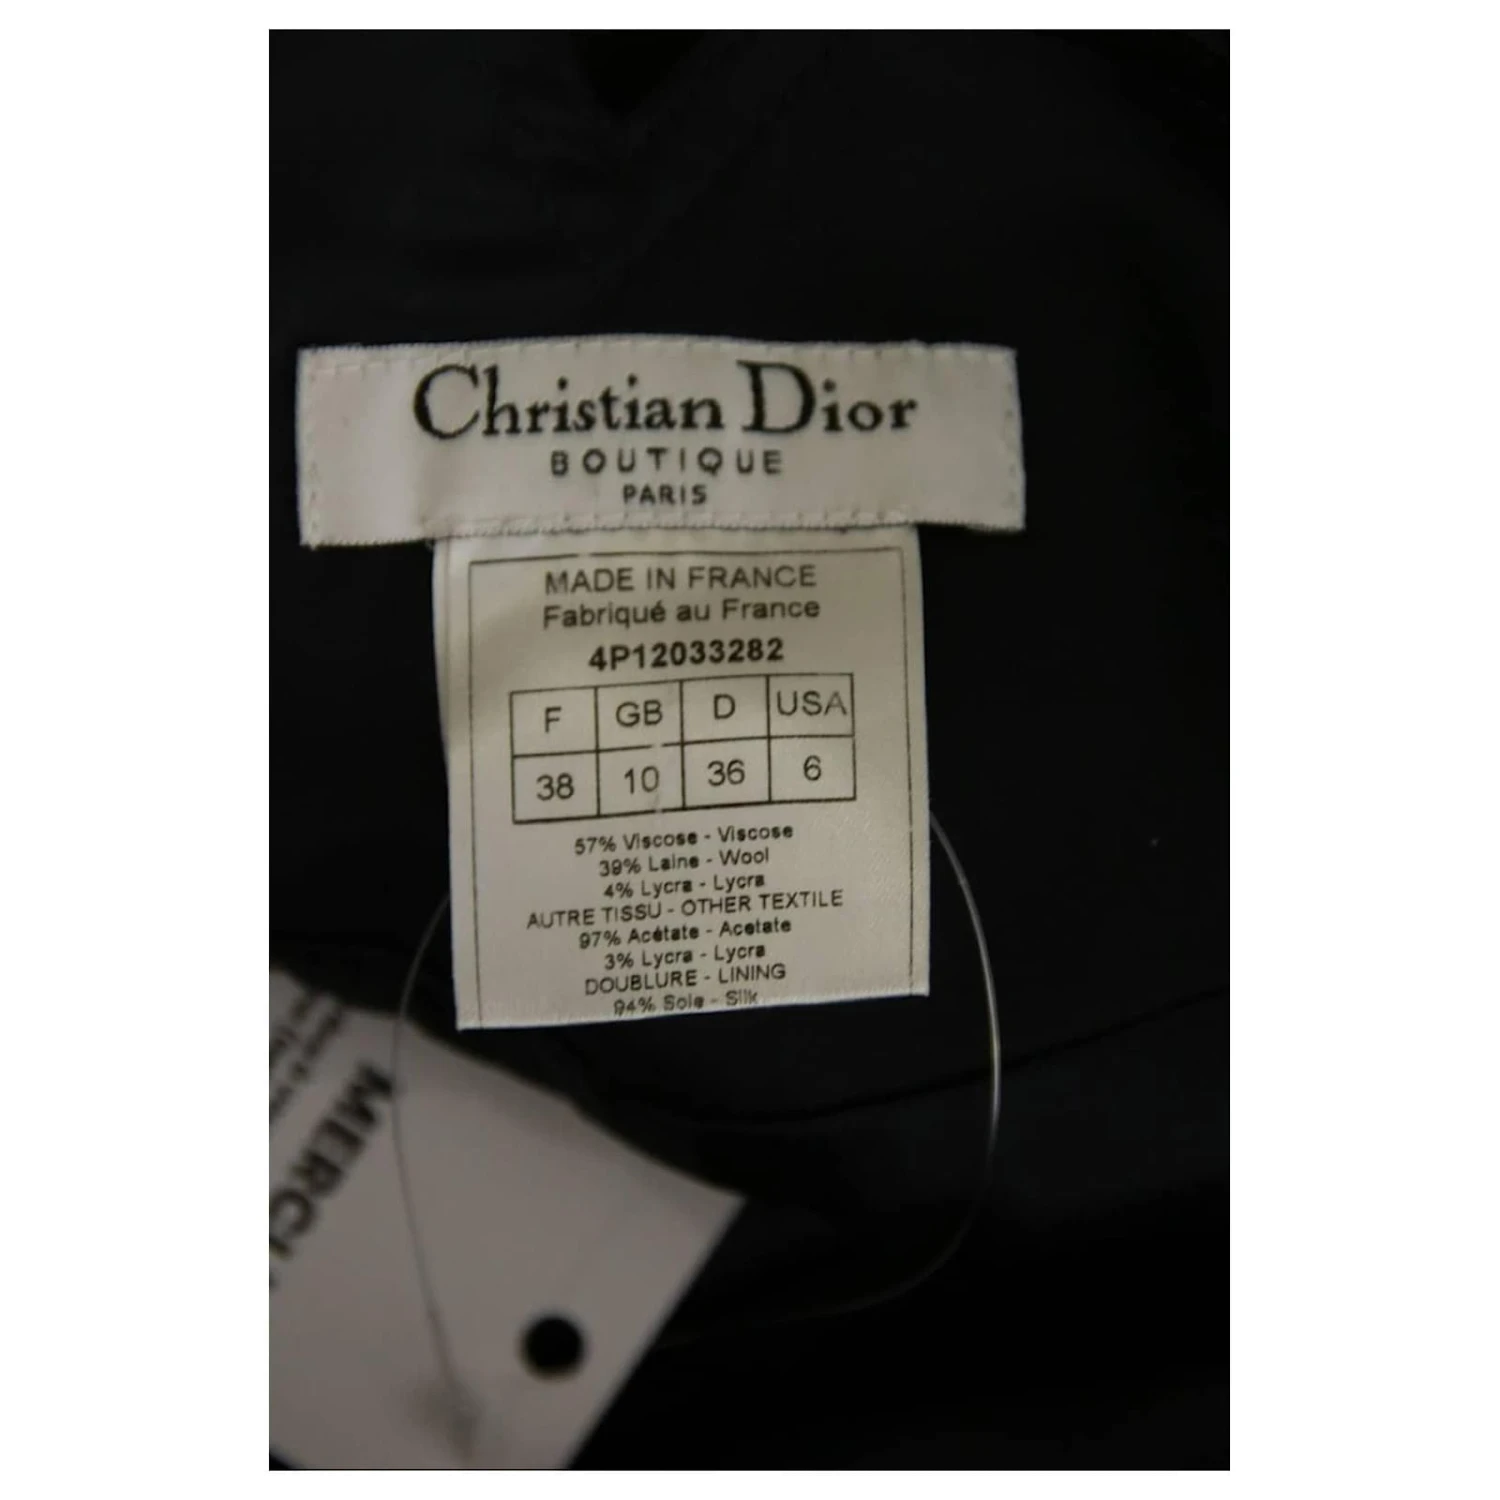 Christian Dior
BOUTIQUE
PARIS
MADE IN FRANCE
Fabriqué au France
4P12033282
F GB D USA
38 10 36 6
57% Viscose - Viscose
39% Laine - Wool
4% Lycra - Lycra
AUTRE TISSU - OTHER TEXTILE
97% Acétate - Acetate
3% Lycra - Lycra
DOUBLURE - LINING
94% Soie - Silk